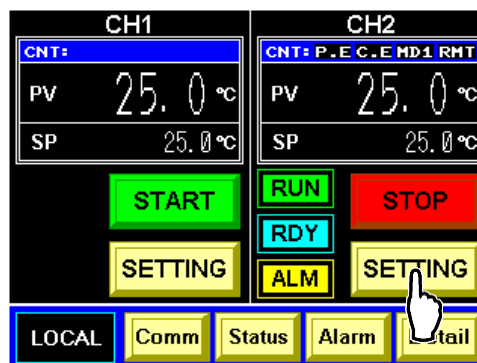 CH1
CNT:
PV 25.0 ℃
SP 25.0℃
START
SETTING
CH2
CNT: P.E C.E MD1 RMT
PV 25.0 ℃
SP 25.0℃
RUN
STOP
RDY
ALM
SETTING
LOCAL Comm Status Alarm tail